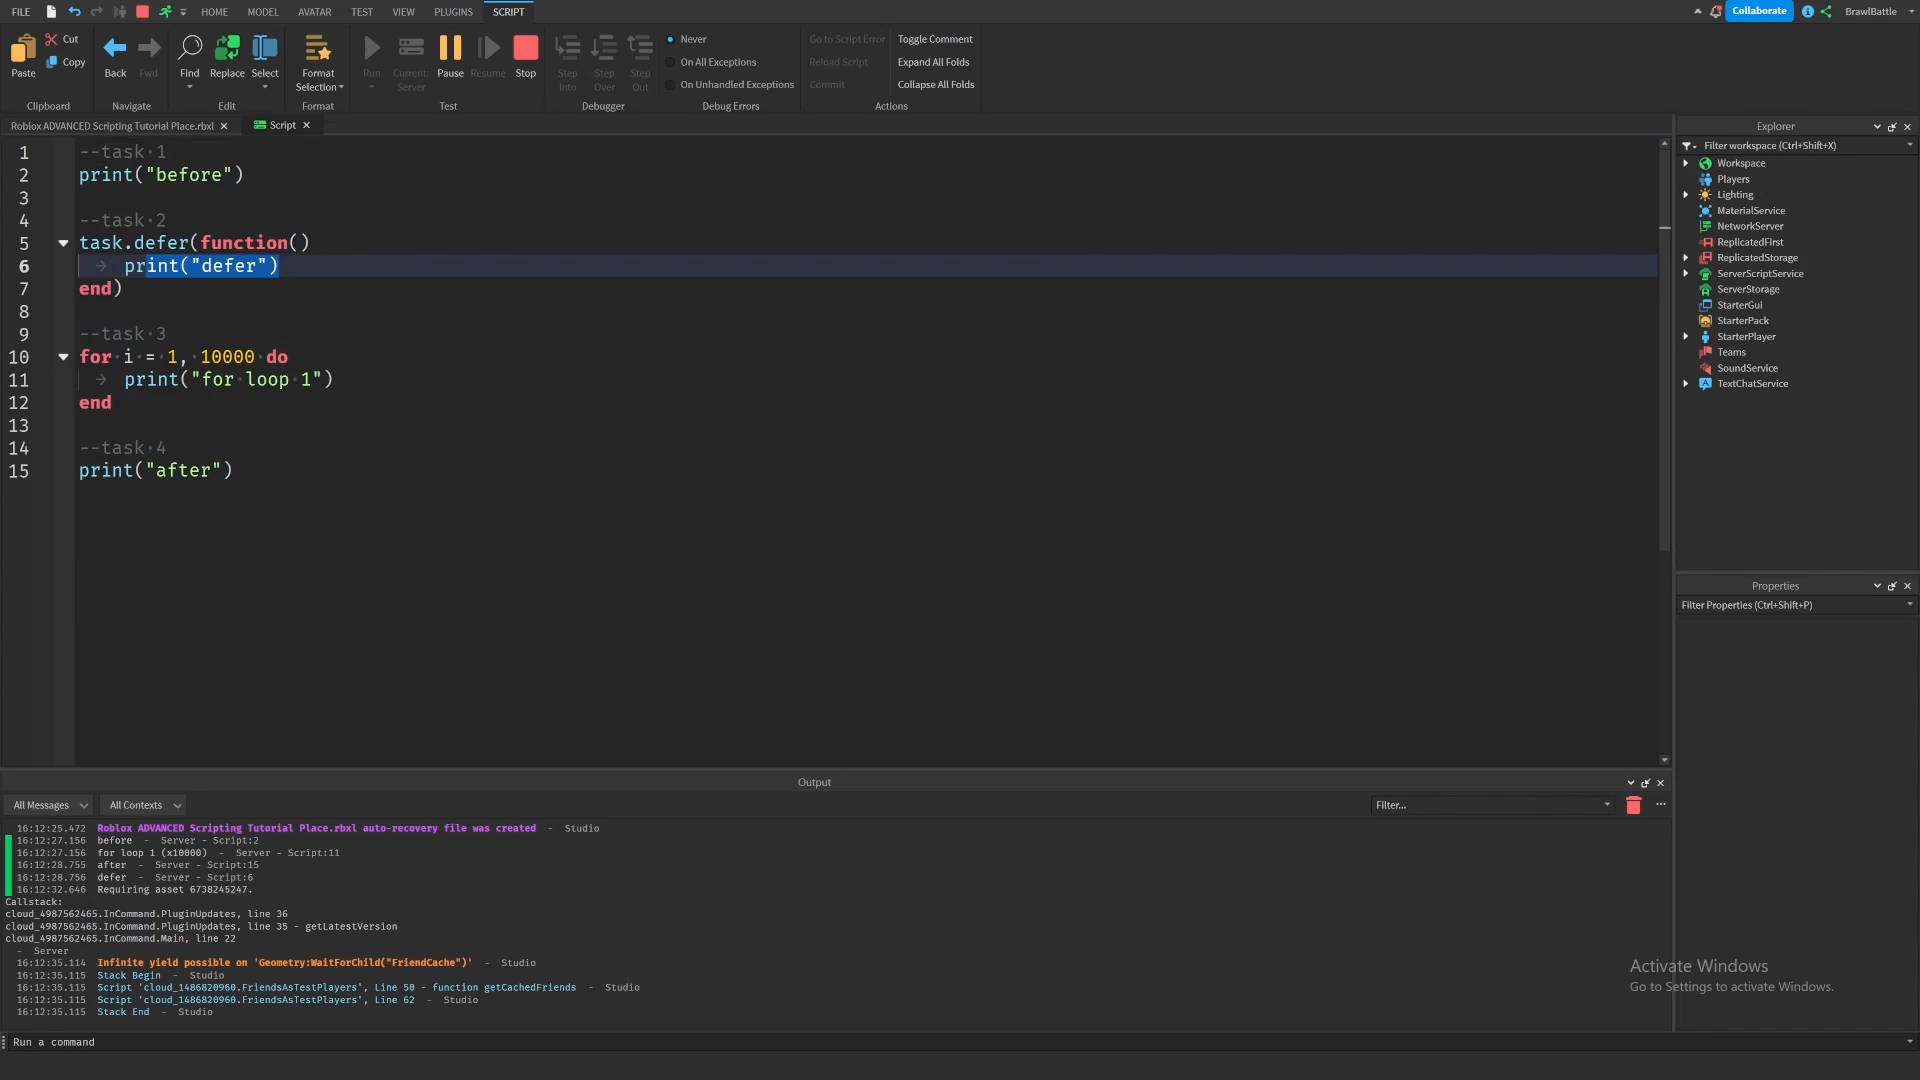 FILE HOME MODEL AVATAR TEST VIEW PLUGINS SCRIPT Collaborate BrawlBattle
Paste Cut Copy
Clipboard
Back Fwd
Navigate
Find Replace Select
Edit
Format Selection
Format
Run Current: Server Pause Resume Stop
Test
Step Into Step Over Step Out
Debugger
Never
On All Exceptions
On Unhandled Exceptions
Debug Errors
Go to Script Error Toggle Comment
Reload Script Expand All Folds
Commit Collapse All Folds
Actions
Roblox ADVANCED Scripting Tutorial Place.rbxl Script
1 --task 1
2 print("before")
3
4 --task 2
5 task.defer(function()
6 print("defer")
7 end)
8
9 --task 3
10 for i = 1, 10000 do
11 print("for loop 1")
12 end
13
14 --task 4
15 print("after")
Explorer
Filter workspace (Ctrl+Shift+X)
Workspace
Players
Lighting
MaterialService
NetworkServer
ReplicatedFirst
ReplicatedStorage
ServerScriptService
ServerStorage
StarterGui
StarterPack
StarterPlayer
Teams
SoundService
TextChatService
Properties
Filter Properties (Ctrl+Shift+P)
Output
All Messages All Contexts Filter...
16:12:25.472 Roblox ADVANCED Scripting Tutorial Place.rbxl auto-recovery file was created - Studio
16:12:27.156 before - Server - Script:2
16:12:27.156 for loop 1 (x10000) - Server - Script:11
16:12:28.755 after - Server - Script:15
16:12:28.756 defer - Server - Script:6
16:12:32.646 Requiring asset 6738245247.
Callstack:
cloud_4987562465.InCommand.PluginUpdates, line 36
cloud_4987562465.InCommand.PluginUpdates, line 35 - getLatestVersion
cloud_4987562465.InCommand.Main, line 22
- Server
16:12:35.114 Infinite yield possible on 'Geometry:WaitForChild("FriendCache")' - Studio
16:12:35.115 Stack Begin - Studio
16:12:35.115 Script 'cloud_1486820960.FriendsAsTestPlayers', Line 50 - function getCachedFriends - Studio
16:12:35.115 Script 'cloud_1486820960.FriendsAsTestPlayers', Line 62 - Studio
16:12:35.115 Stack End - Studio
Activate Windows
Go to Settings to activate Windows.
Run a command